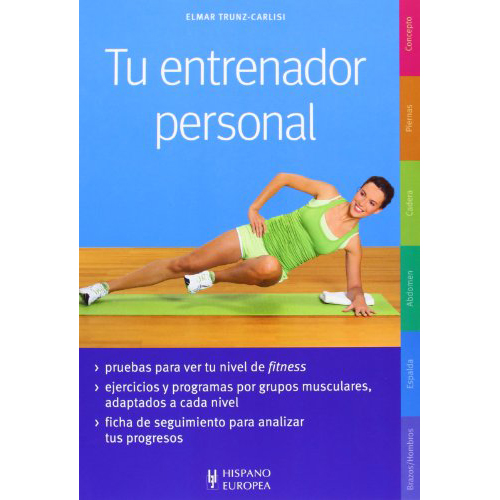 ELMAR TRUNZ-CARLISI
Tu entrenador
personal
Concepto
Piernas
Cadera
Abdomen
Espalda
Brazos/Hombros
› pruebas para ver tu nivel de fitness
› ejercicios y programas por grupos musculares,
adaptados a cada nivel
› ficha de seguimiento para analizar
tus progresos
HISPANO
EUROPEA